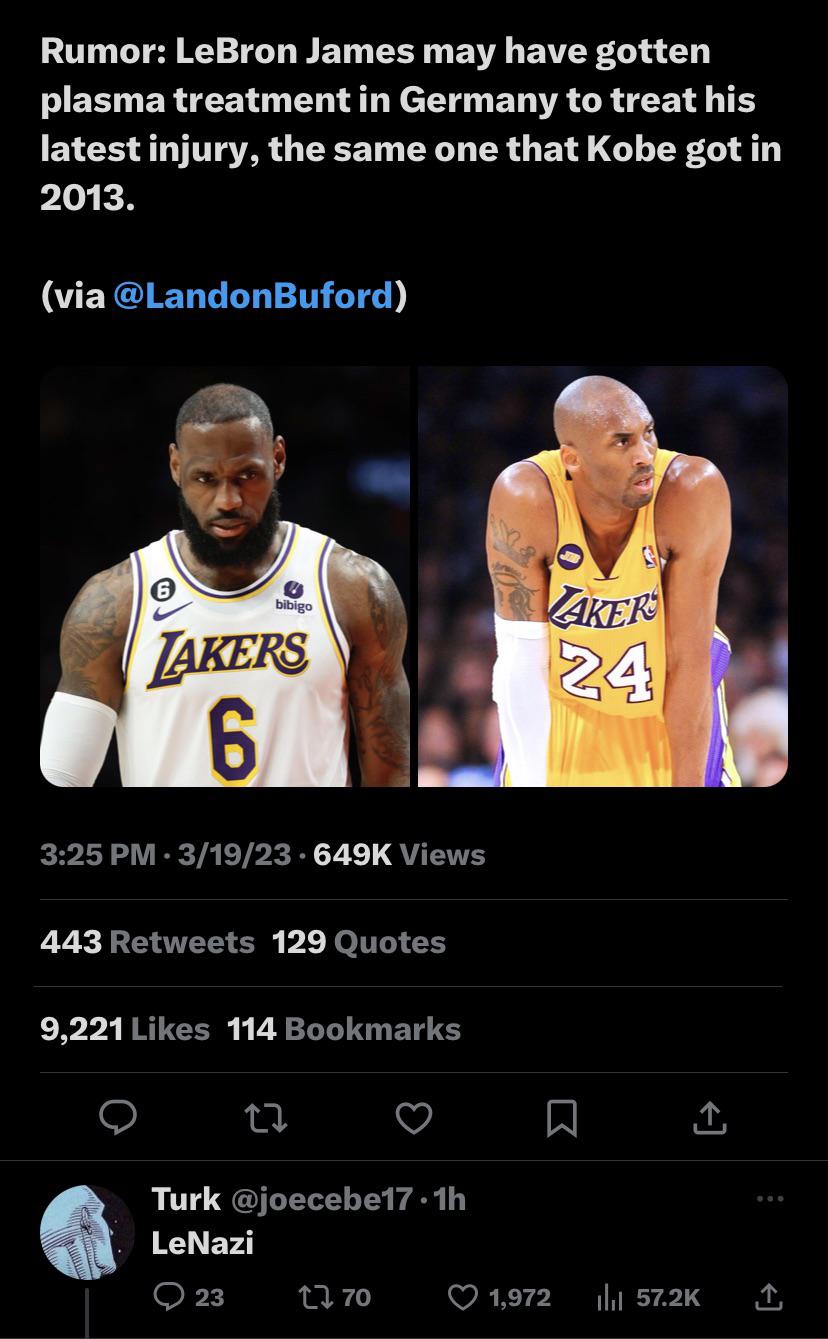 Rumor: LeBron James may have gotten
plasma treatment in Germany to treat his
latest injury, the same one that Kobe got in
2013.
(via @LandonBuford)
6
bibigo
LAKERS
6
JB
LAKERS
24
3:25 PM · 3/19/23 · 649K Views
443 Retweets 129 Quotes
9,221 Likes 114 Bookmarks
Turk @joecebe17 · 1h
LeNazi
23 70 1,972 57.2K